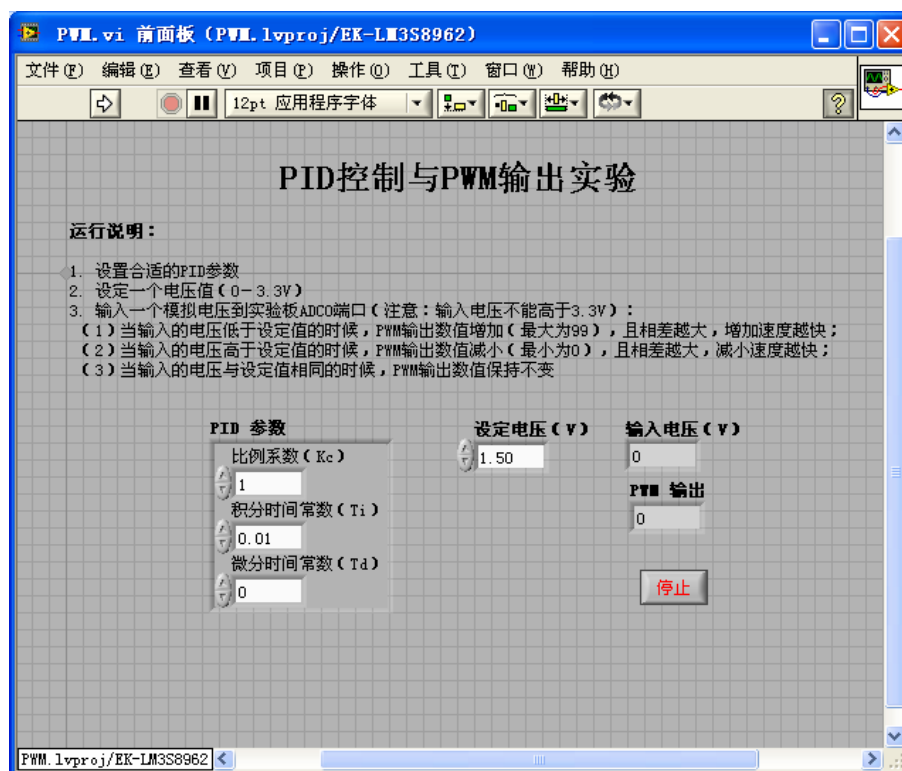 PWM.vi 前面板 (PWM.lvproj/EK-LM3S8962)
文件(F) 编辑(E) 查看(V) 项目(P) 操作(O) 工具(T) 窗口(W) 帮助(H)
12pt 应用程序字体
PID控制与PWM输出实验
运行说明：
1. 设置合适的PID参数
2. 设定一个电压值(0-3.3V)
3. 输入一个模拟电压到实验板ADC0端口(注意：输入电压不能高于3.3V)：
(1)当输入的电压低于设定值的时候，PWM输出数值增加(最大为99)，且相差越大，增加速度越快；
(2)当输入的电压高于设定值的时候，PWM输出数值减小(最小为0)，且相差越大，减小速度越快；
(3)当输入的电压与设定值相同的时候，PWM输出数值保持不变
PID 参数
比例系数(Kc)
1
积分时间常数(Ti)
0.01
微分时间常数(Td)
0
设定电压(V)
1.50
输入电压(V)
0
PWM 输出
0
停止
PWM.lvproj/EK-LM3S8962